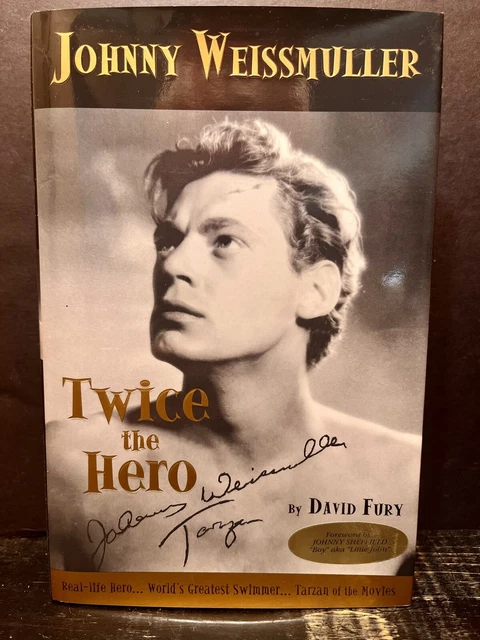 JOHNNY WEISSMULLER
Twice
the
Hero
Johnny Weissmuller
Tarzan
BY DAVID FURY
Foreword by
JOHNNY SHEFFIELD
"Boy" aka "Little John"
Real-life Hero... World's Greatest Swimmer... Tarzan of the Movies